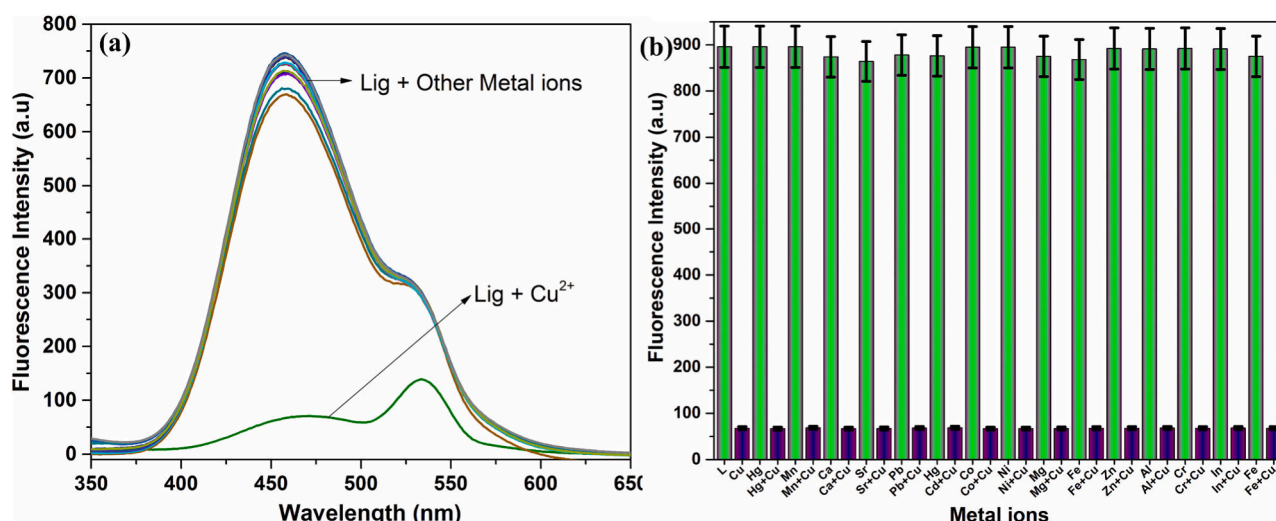 (a)
Fluorescence Intensity (a.u)
800
700
600
500
400
300
200
100
0
Lig + Other Metal ions
Lig + Cu²⁺
350 400 450 500 550 600 650
Wavelength (nm)
(b)
Fluorescence Intensity (a.u)
900
800
700
900
600
500
400
300
200
100
0
L Cu Hg Hg+Cu Mn Mn+Cu Ca Ca+Cu Sr Sr+Cu Pb Pb+Cu Hg Cd+Cu CO Co+Cu Ni Ni+Cu Mg Mg+Cu Fe Fe+Cu Zn Zn+Cu Al Al+Cu Cr Cr+Cu In In+Cu Fe Fe+Cu
Metal ions